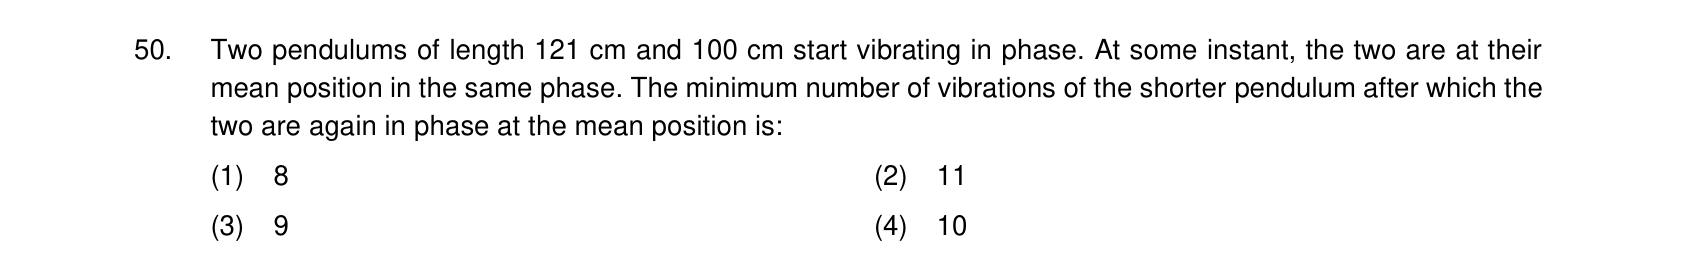 50. Two pendulums of length 121 cm and 100 cm start vibrating in phase. At some instant, the two are at their
mean position in the same phase. The minimum number of vibrations of the shorter pendulum after which the
two are again in phase at the mean position is:
(1) 8 (2) 11
(3) 9 (4) 10